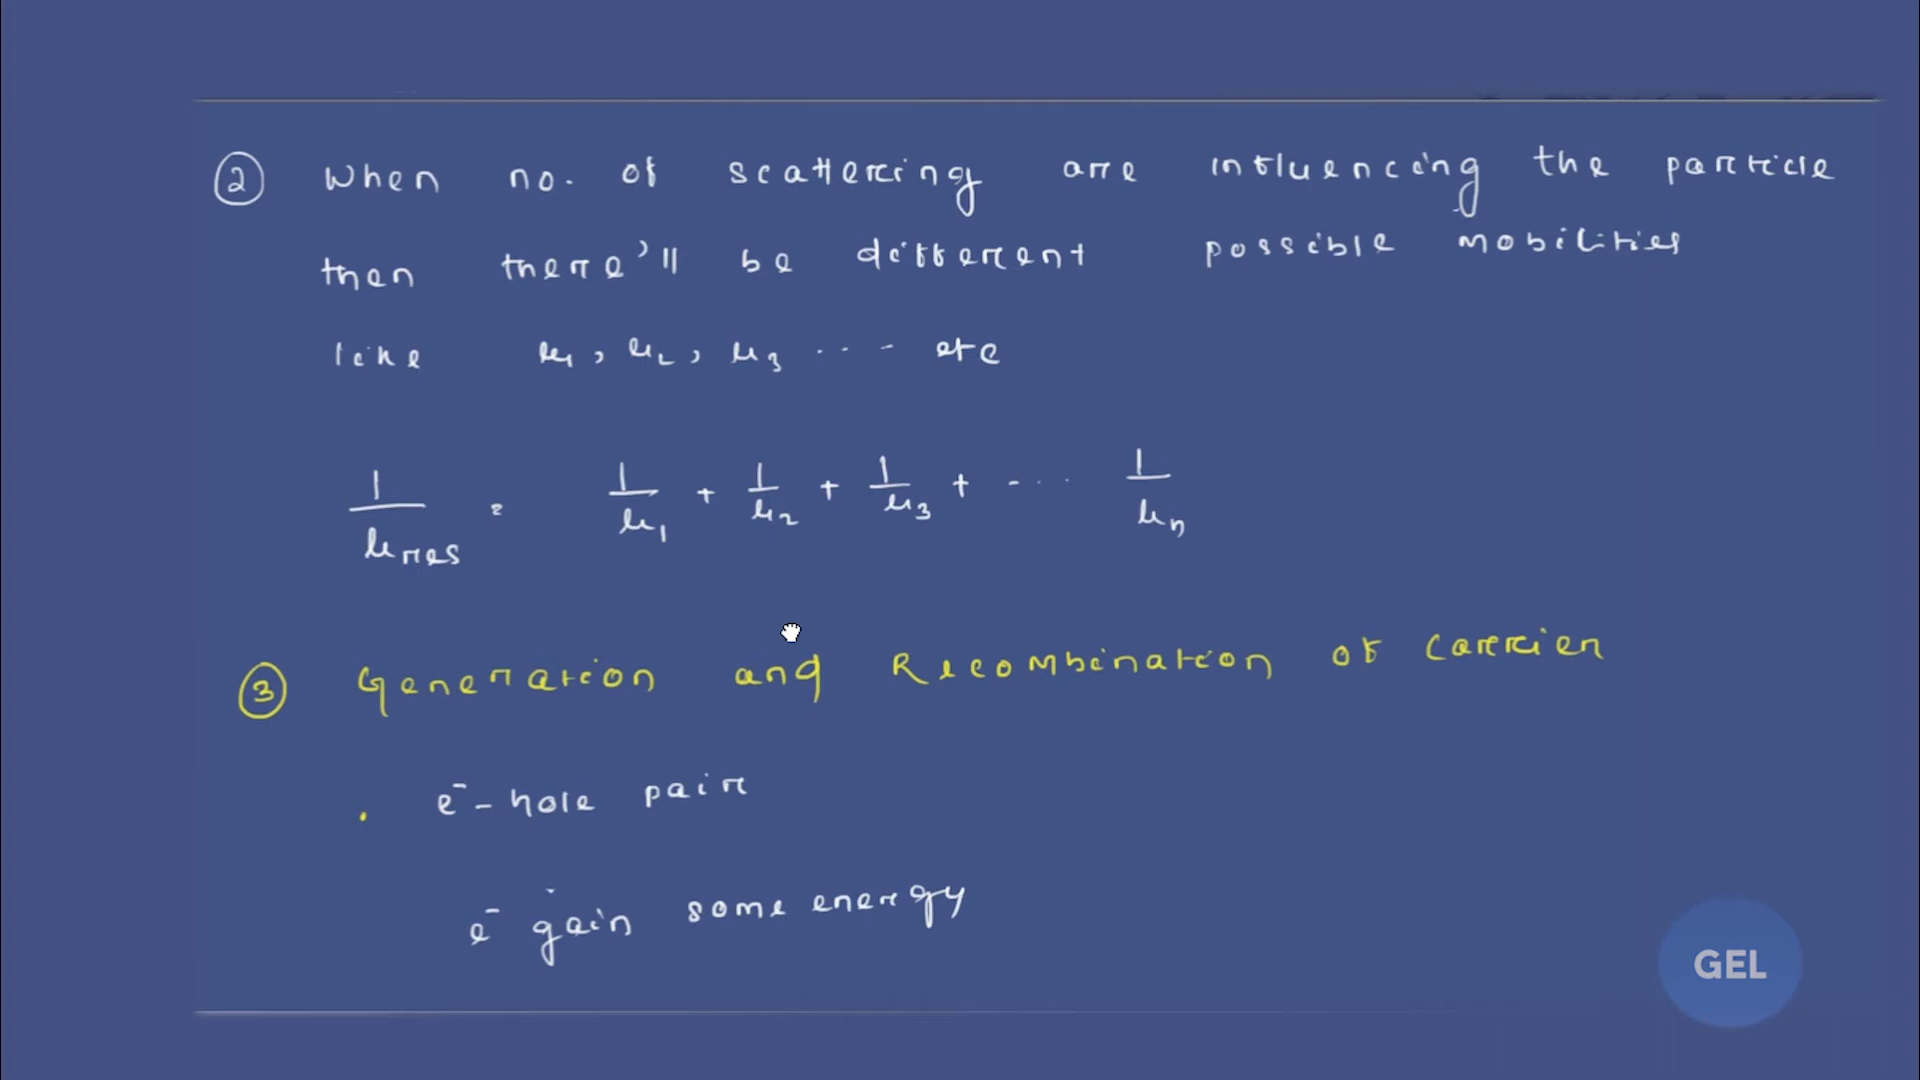 ② When no. of scattering are influencing the particle
then there'll be different possible mobilities
like μ₁, μ₂, μ₃ ---- etc
1/μres = 1/μ₁ + 1/μ₂ + 1/μ₃ + ---- 1/μn
③ Generation and Recombination of carrier
. e⁻ - hole pair
e⁻ gain some energy
GEL